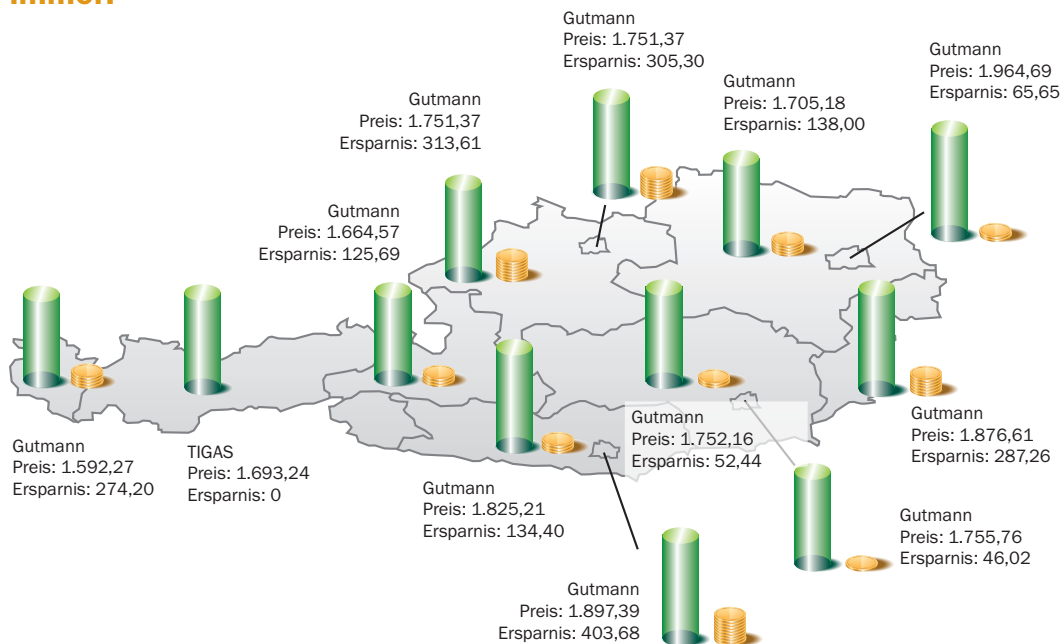 Gutmann
Preis: 1.751,37
Ersparnis: 305,30
Gutmann
Preis: 1.964,69
Ersparnis: 65,65
Gutmann
Preis: 1.705,18
Ersparnis: 138,00
Gutmann
Preis: 1.751,37
Ersparnis: 313,61
Gutmann
Preis: 1.664,57
Ersparnis: 125,69
Gutmann
Preis: 1.592,27
Ersparnis: 274,20
TIGAS
Preis: 1.693,24
Ersparnis: 0
Gutmann
Preis: 1.825,21
Ersparnis: 134,40
Gutmann
Preis: 1.752,16
Ersparnis: 52,44
Gutmann
Preis: 1.876,61
Ersparnis: 287,26
Gutmann
Preis: 1.755,76
Ersparnis: 46,02
Gutmann
Preis: 1.897,39
Ersparnis: 403,68